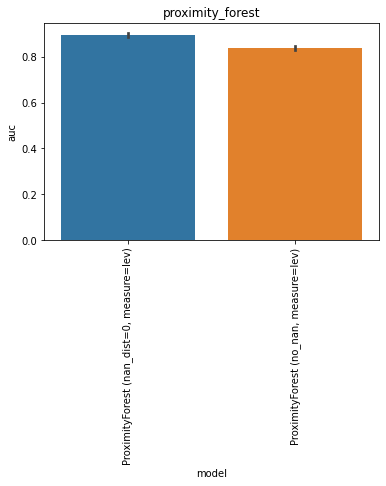 proximity_forest
auc
0.8
0.6
0.4
0.2
0.0
ProximityForest (nan_dist=0, measure=lev)
ProximityForest (no_nan, measure=lev)
model